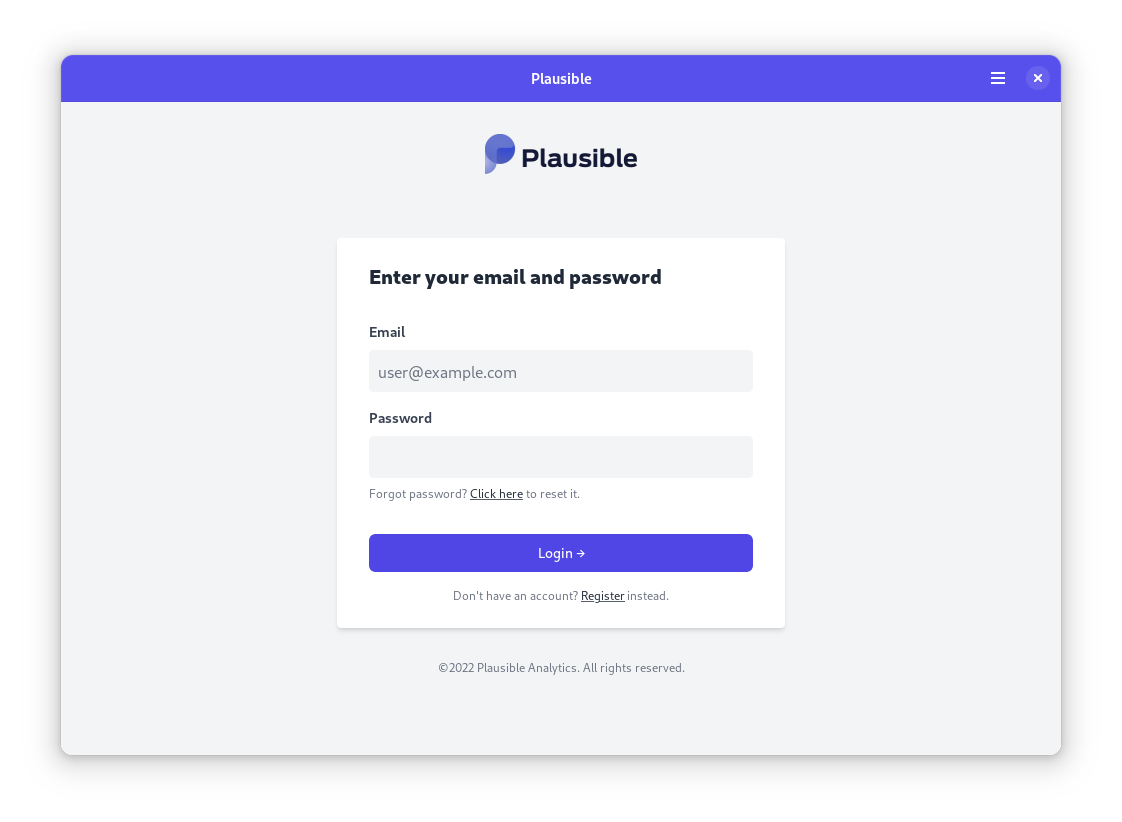 Plausible
Plausible
Enter your email and password
Email
user@example.com
Password
Forgot password? Click here to reset it.
Login →
Don't have an account? Register instead.
©2022 Plausible Analytics. All rights reserved.